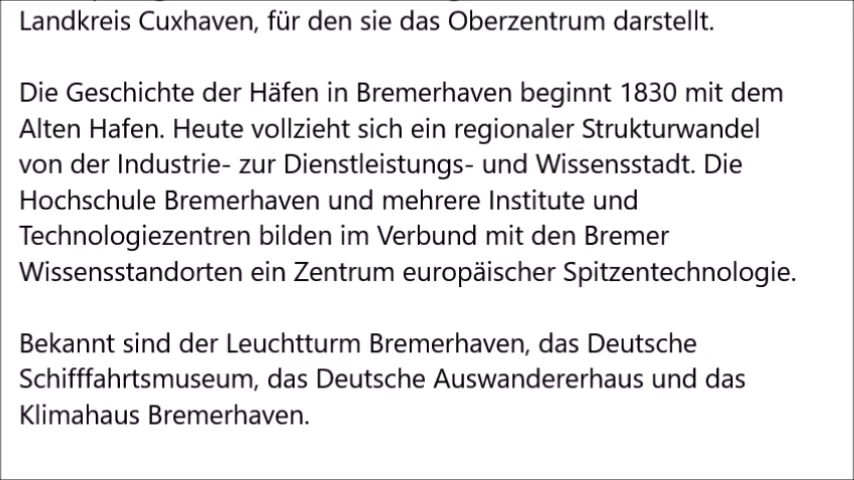 Landkreis Cuxhaven, für den sie das Oberzentrum darstellt.
Die Geschichte der Häfen in Bremerhaven beginnt 1830 mit dem
Alten Hafen. Heute vollzieht sich ein regionaler Strukturwandel
von der Industrie- zur Dienstleistungs- und Wissensstadt. Die
Hochschule Bremerhaven und mehrere Institute und
Technologiezentren bilden im Verbund mit den Bremer
Wissensstandorten ein Zentrum europäischer Spitzentechnologie.
Bekannt sind der Leuchtturm Bremerhaven, das Deutsche
Schifffahrtsmuseum, das Deutsche Auswandererhaus und das
Klimahaus Bremerhaven.